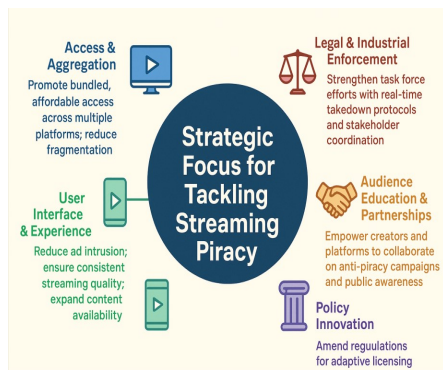 Access &
Aggregation
Promote bundled,
affordable access
across multiple
platforms; reduce
fragmentation
User
Interface
& Experience
Reduce ad intrusion;
ensure consistent
streaming quality;
expand content
availability
Strategic
Focus for
Tackling
Streaming
Piracy
Legal & Industrial
Enforcement
Strengthen task force
efforts with real-time
takedown protocols
and stakeholder
coordination
Audience
Education &
Partnerships
Empower creators and
platforms to collaborate
on anti-piracy campaigns
and public awareness
Policy
Innovation
Amend reguulations
for adaptive licensing